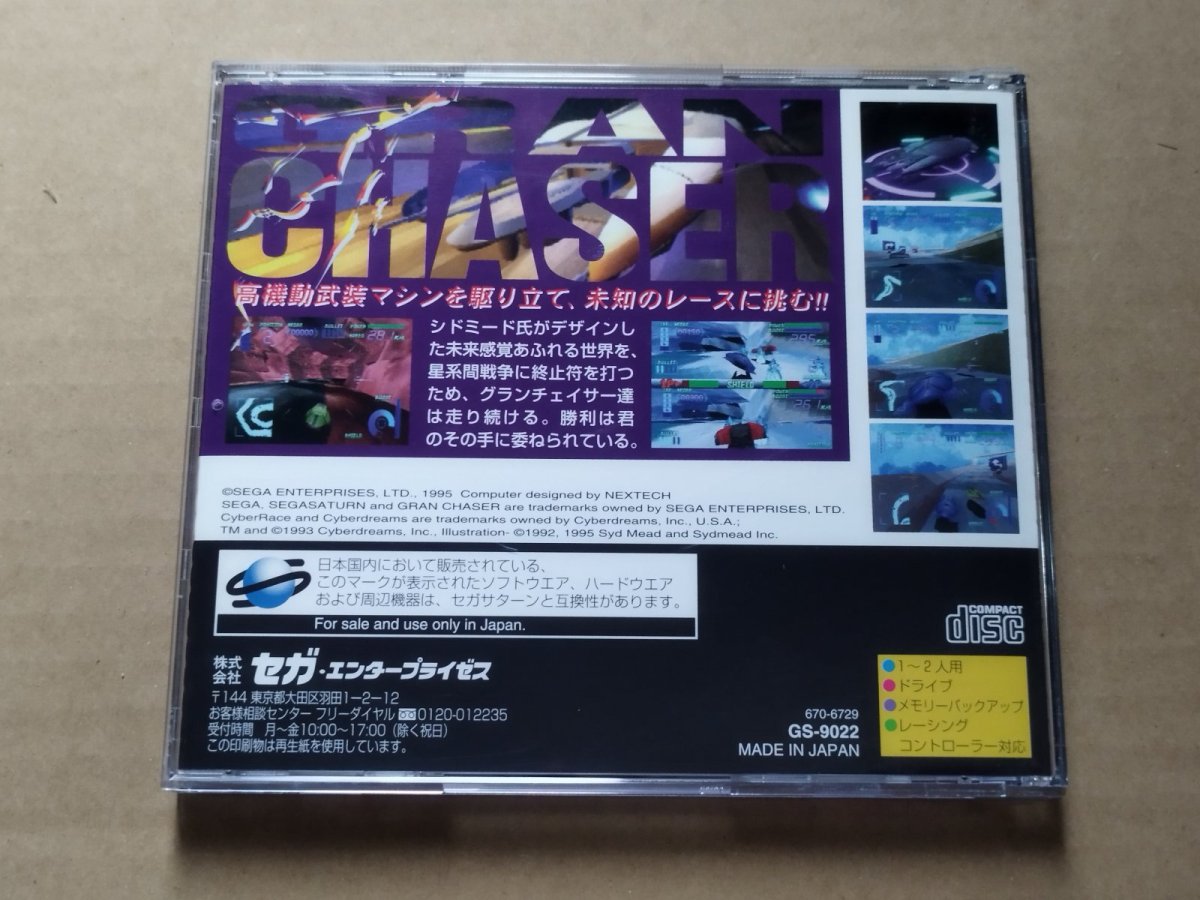 GRAN
CHASER
高機動武装マシンを駆り立て、未知のレースに挑む!!
シドミード氏がデザインし
た未来感覚あふれる世界を、
星系間戦争に終止符を打つ
ため、グランチェイサー達
は走り続ける。勝利は君
のその手に委ねられている。
SHIELD
©SEGA ENTERPRISES, LTD., 1995 Computer designed by NEXTECH
SEGA, SEGASATURN and GRAN CHASER are trademarks owned by SEGA ENTERPRISES, LTD.
CyberRace and Cyberdreams are trademarks owned by Cyberdreams, Inc., U.S.A.;
TM and ©1993 Cyberdreams, Inc., Illustration- ©1992, 1995 Syd Mead and Sydmead Inc.
日本国内において販売されている、
このマークが表示されたソフトウエア、ハードウエア
および周辺機器は、セガサターンと互換性があります。
For sale and use only in Japan.
COMPACT
disc
株式会社 セガ・エンタープライゼス
〒144 東京都大田区羽田1-2-12
お客様相談センター フリーダイヤル 0120-012235
受付時間 月～金10:00～17:00（除く祝日）
この印刷物は再生紙を使用しています。
670-6729
GS-9022
MADE IN JAPAN
●1～2人用
●ドライブ
●メモリーバックアップ
●レーシング
コントローラー対応